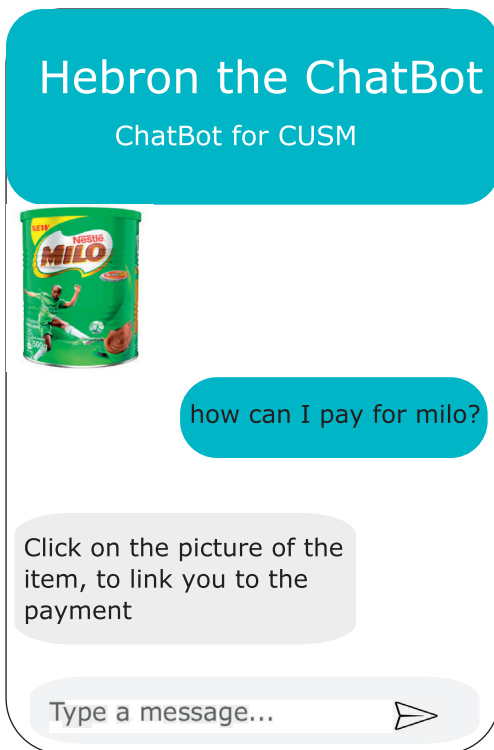 Hebron the ChatBot
ChatBot for CUSM
NEW
Nestlé
MILO
500g
how can I pay for milo?
Click on the picture of the
item, to link you to the
payment
Type a message...